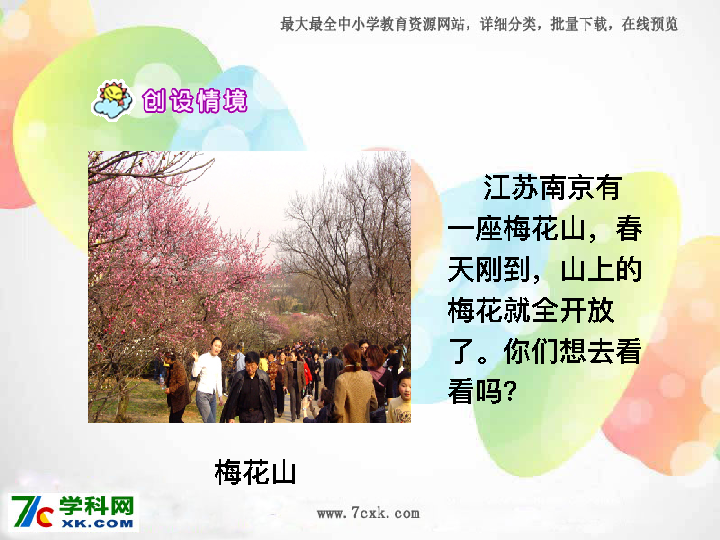 最大最全中小学教育资源网站，详细分类，批量下载，在线预览
创设情境
江苏南京有
一座梅花山，春
天刚到，山上的
梅花就全开放
了。你们想去看
看吗？
梅花山
7C 学科网
XK.COM
www.7cxk.com